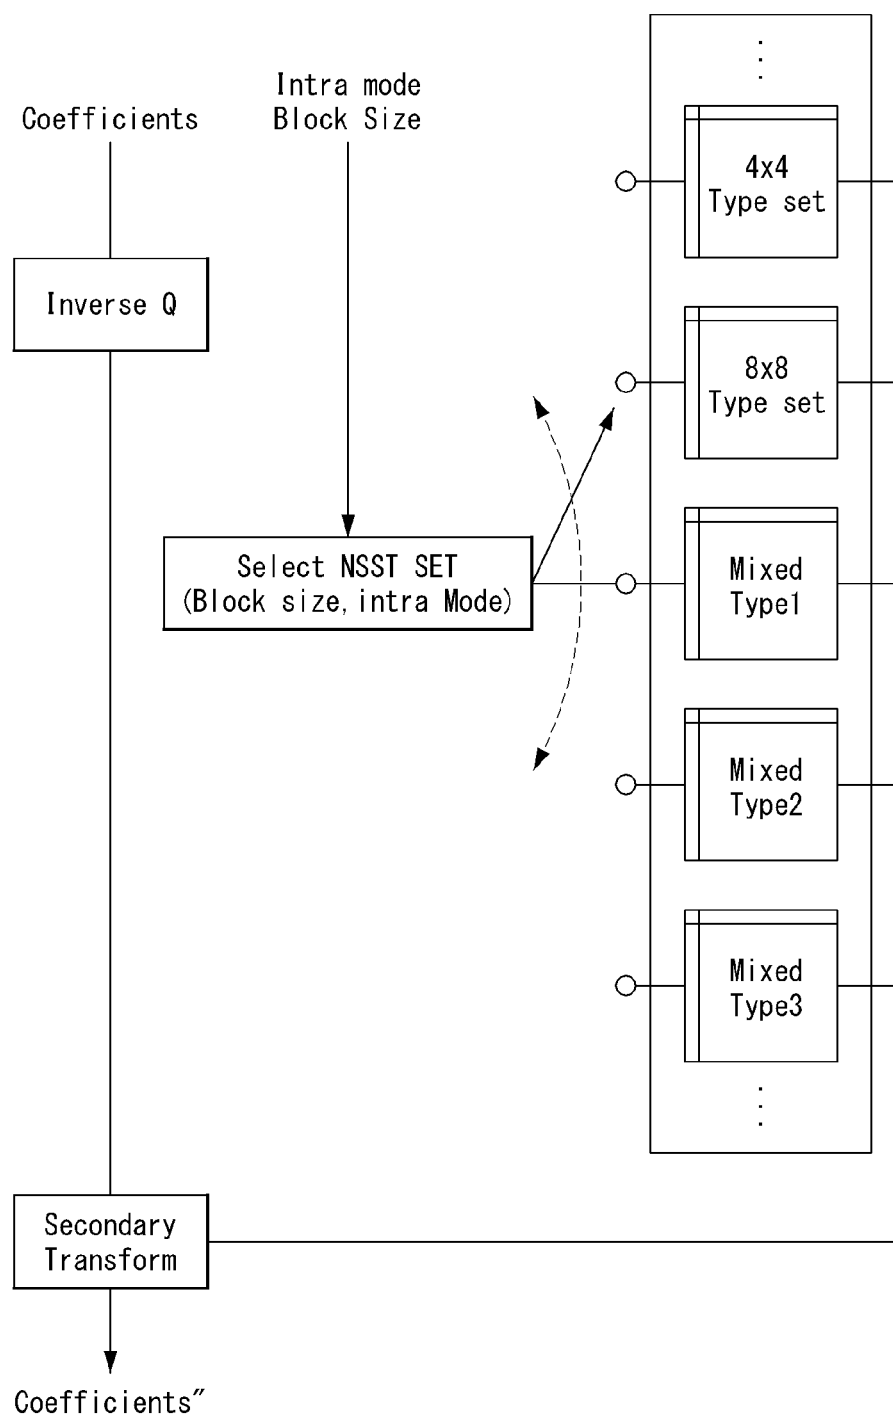 Coefficients
Intra mode
Block Size
Inverse Q
Select NSST SET
(Block size, intra Mode)
4x4
Type set
8x8
Type set
Mixed
Type1
Mixed
Type2
Mixed
Type3
Secondary
Transform
Coefficients"